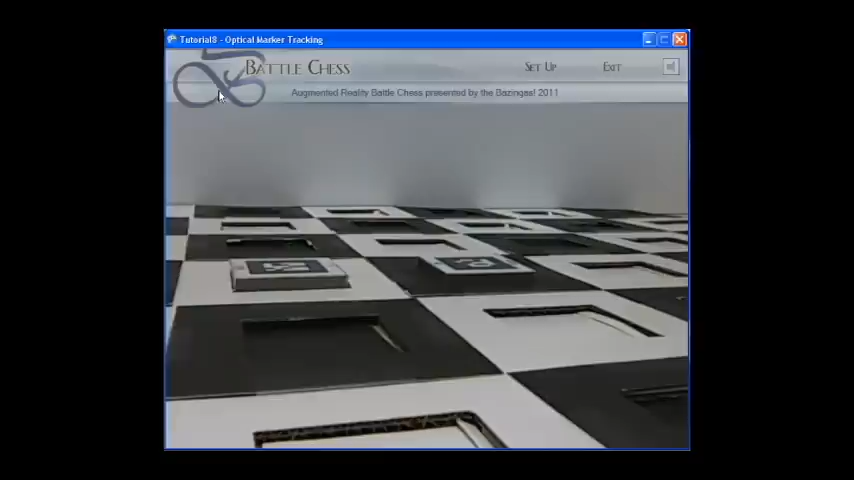 Tutorial8 - Optical Marker Tracking
Battle Chess
Set Up
Exit
Augmented Reality Battle Chess presented by the Bazingas! 2011